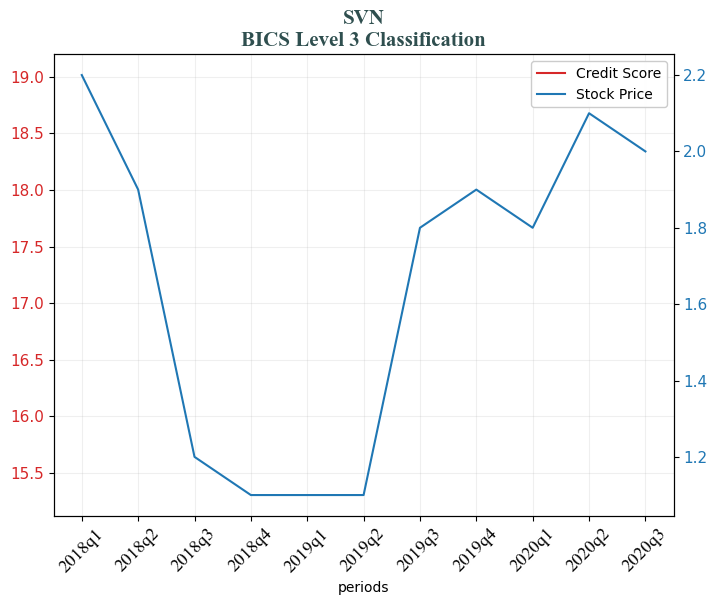 SVN
BICS Level 3 Classification
Credit Score
Stock Price
19.0
18.5
18.0
17.5
17.0
16.5
16.0
15.5
2.2
2.0
1.8
1.6
1.4
1.2
2018q1
2018q2
2018q3
2018q4
2019q1
2019q2
2019q3
2019q4
2020q1
2020q2
2020q3
periods